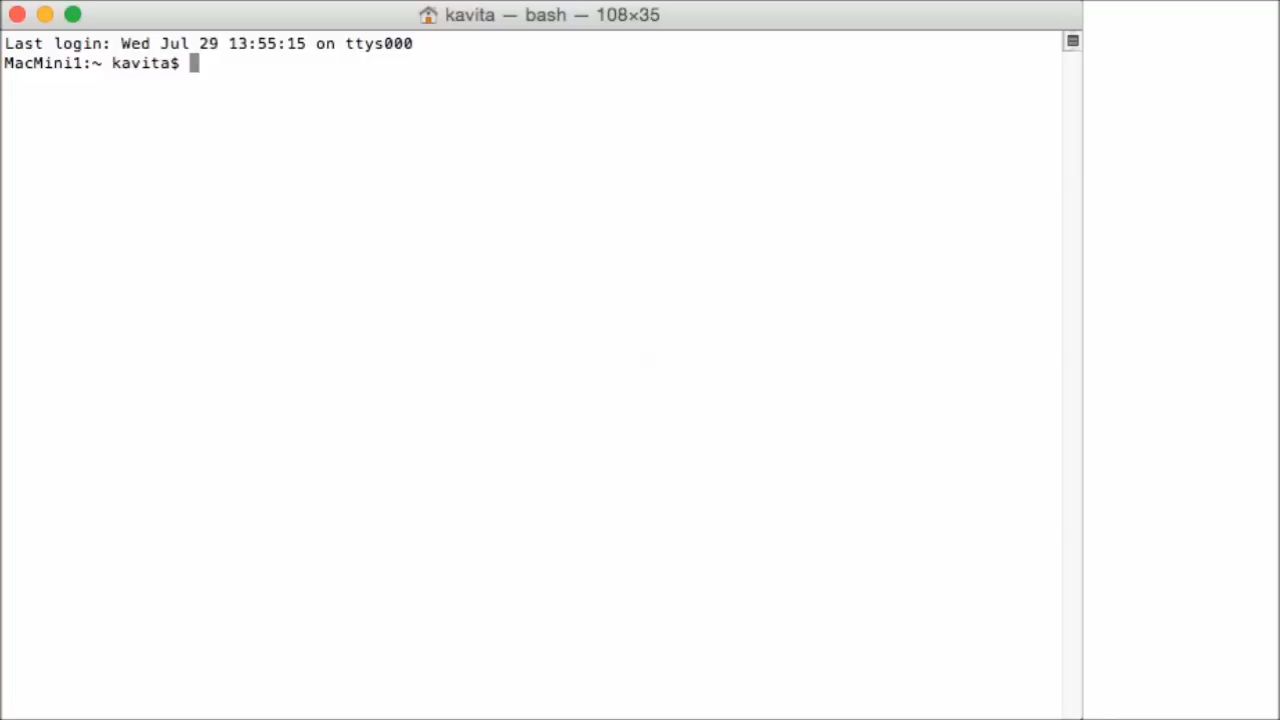 kavita — bash — 108×35
Last login: Wed Jul 29 13:55:15 on ttys000
MacMini1:~ kavita$